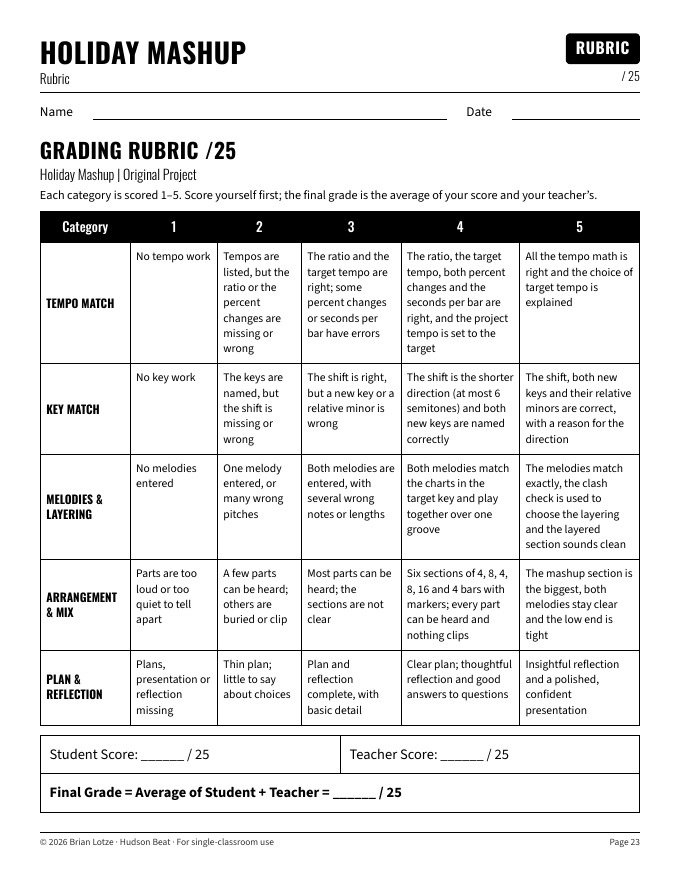 HOLIDAY MASHUP
RUBRIC
Rubric
/ 25
Name
Date
GRADING RUBRIC /25
Holiday Mashup | Original Project
Each category is scored 1–5. Score yourself first; the final grade is the average of your score and your teacher’s.
Category 1 2 3 4 5
TEMPO MATCH
No tempo work
Tempos are
listed, but the
ratio or the
percent
changes are
missing or
wrong
The ratio and the
target tempo are
right; some
percent changes
or seconds per
bar have errors
The ratio, the target
tempo, both percent
changes and the
seconds per bar are
right, and the project
tempo is set to the
target
All the tempo math is
right and the choice of
target tempo is
explained
KEY MATCH
No key work
The keys are
named, but
the shift is
missing or
wrong
The shift is right,
but a new key or a
relative minor is
wrong
The shift is the shorter
direction (at most 6
semitones) and both
new keys are named
correctly
The shift, both new
keys and their relative
minors are correct,
with a reason for the
direction
MELODIES &
LAYERING
No melodies
entered
One melody
entered, or
many wrong
pitches
Both melodies are
entered, with
several wrong
notes or lengths
Both melodies match
the charts in the
target key and play
together over one
groove
The melodies match
exactly, the clash
check is used to
choose the layering
and the layered
section sounds clean
ARRANGEMENT
& MIX
Parts are too
loud or too
quiet to tell
apart
A few parts
can be heard;
others are
buried or clip
Most parts can be
heard; the
sections are not
clear
Six sections of 4, 8, 4,
8, 16 and 4 bars with
markers; every part
can be heard and
nothing clips
The mashup section is
the biggest, both
melodies stay clear
and the low end is
tight
PLAN &
REFLECTION
Plans,
presentation or
reflection
missing
Thin plan;
little to say
about choices
Plan and
reflection
complete, with
basic detail
Clear plan; thoughtful
reflection and good
answers to questions
Insightful reflection
and a polished,
confident
presentation
Student Score: ______ / 25
Teacher Score: ______ / 25
Final Grade = Average of Student + Teacher = ______ / 25
© 2026 Brian Lotze · Hudson Beat · For single-classroom use
Page 23